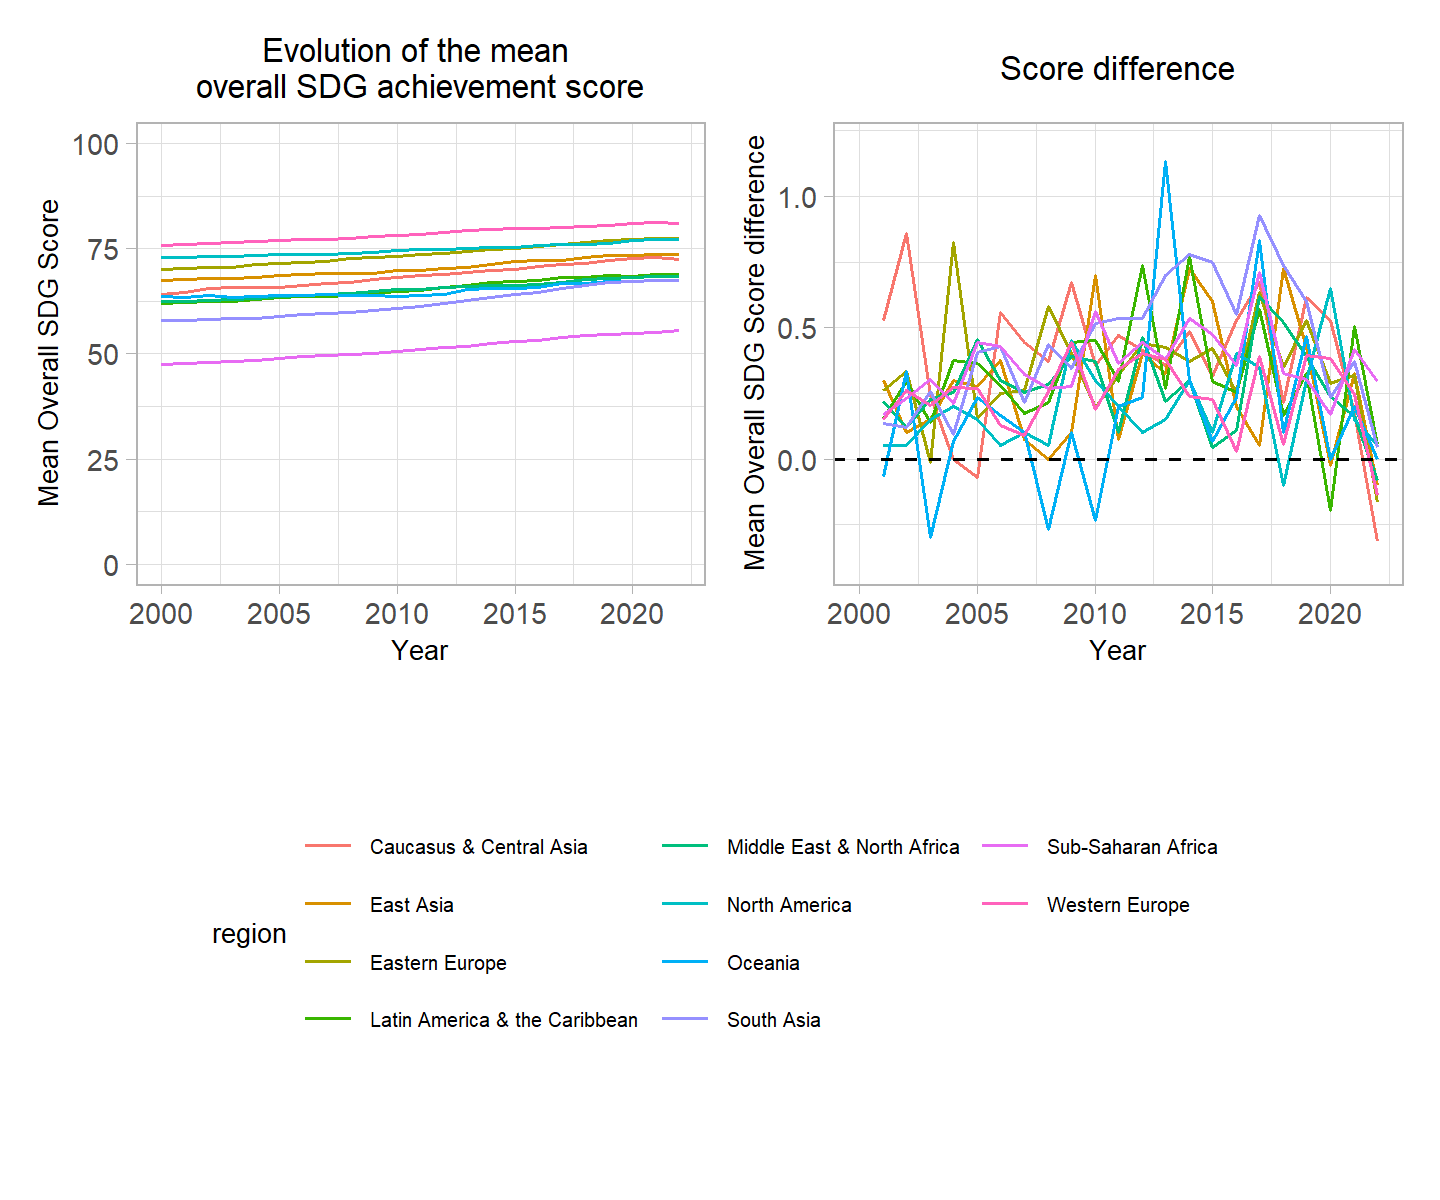 Evolution of the mean
overall SDG achievement score
Mean Overall SDG Score
100
75
50
25
0
2000 2005 2010 2015 2020
Year
Score difference
Mean Overall SDG Score difference
1.0
0.5
0.0
2000 2005 2010 2015 2020
Year
region
Caucasus & Central Asia
East Asia
Eastern Europe
Latin America & the Caribbean
Middle East & North Africa
North America
Oceania
South Asia
Sub-Saharan Africa
Western Europe